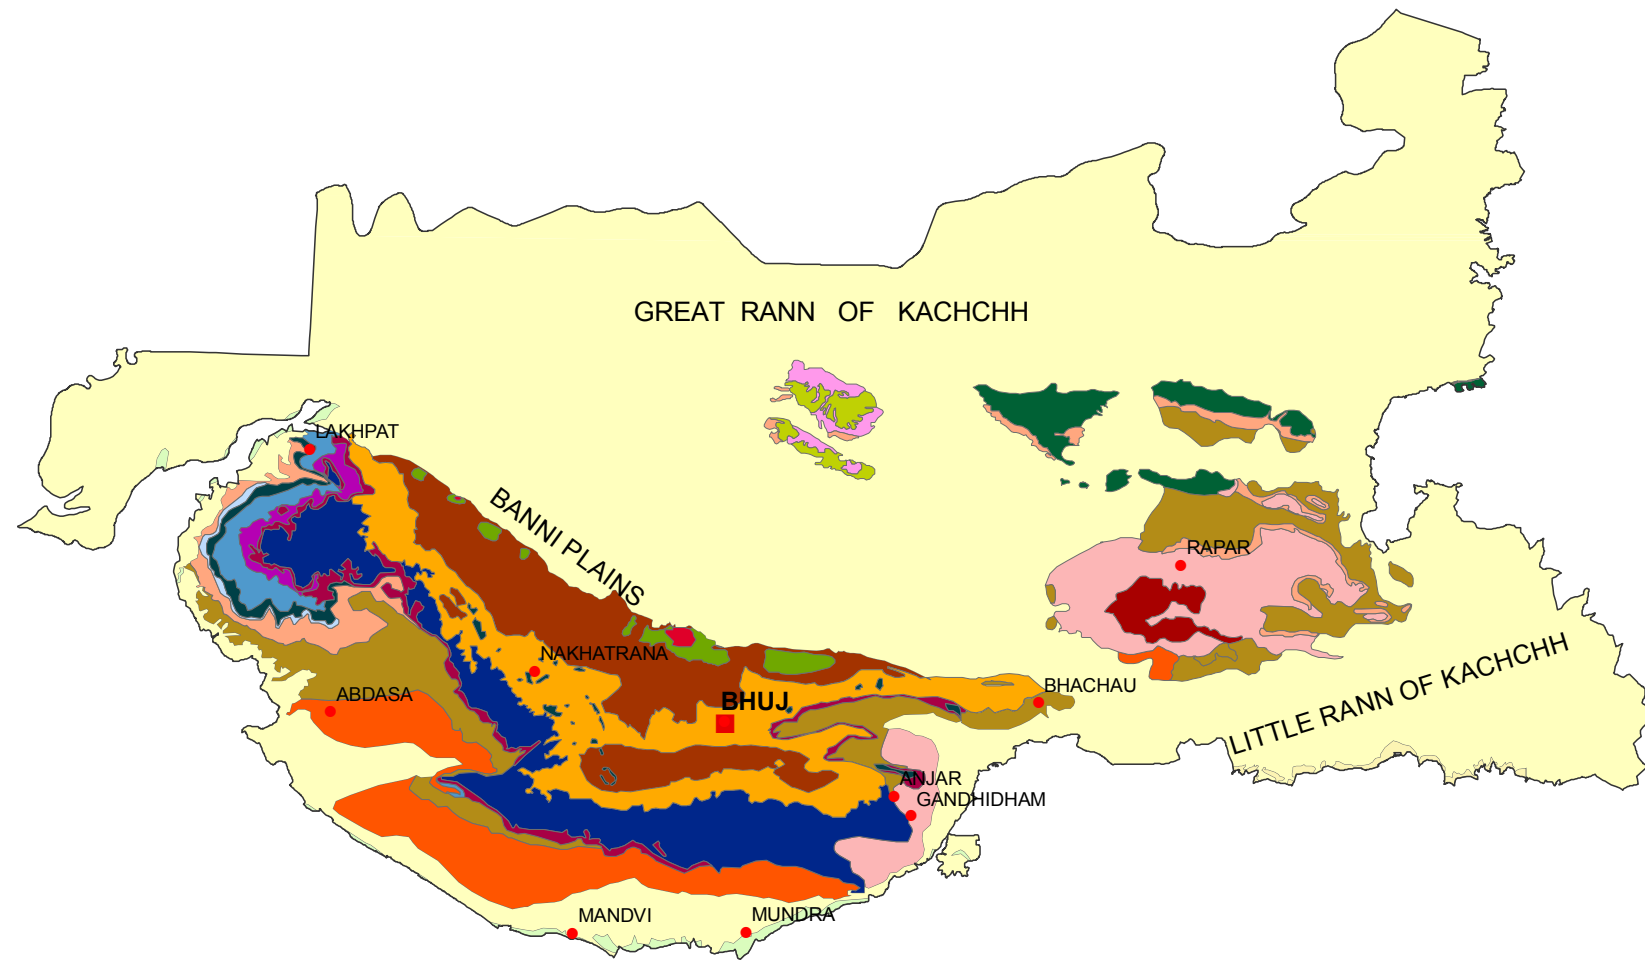 GREAT RANN OF KACHCHH
LAKHPAT
BANNI PLAINS
RAPAR
NAKHATRANA
ABDASA
BHUJ
BHACHAU
LITTLE RANN OF KACHCHH
ANJAR
GANDHIDHAM
MANDVI
MUNDRA